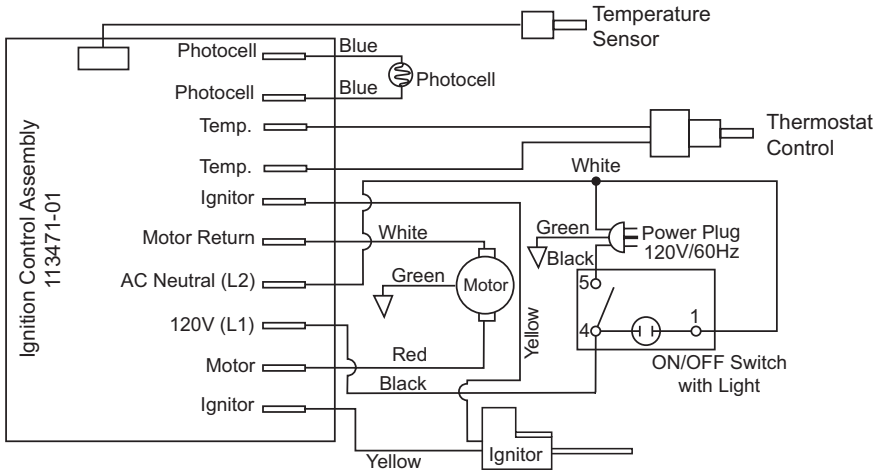 Temperature
Sensor
Photocell
Blue
Photocell
Photocell
Blue
Temp.
Thermostat
Control
Temp.
White
Ignitor
Ignition Control Assembly
113471-01
Motor Return
White
Green
Power Plug
120V/60Hz
Black
AC Neutral (L2)
Green
Motor
5
120V (L1)
4
1
Yellow
Motor
Red
ON/OFF Switch
with Light
Black
Ignitor
Ignitor
Yellow